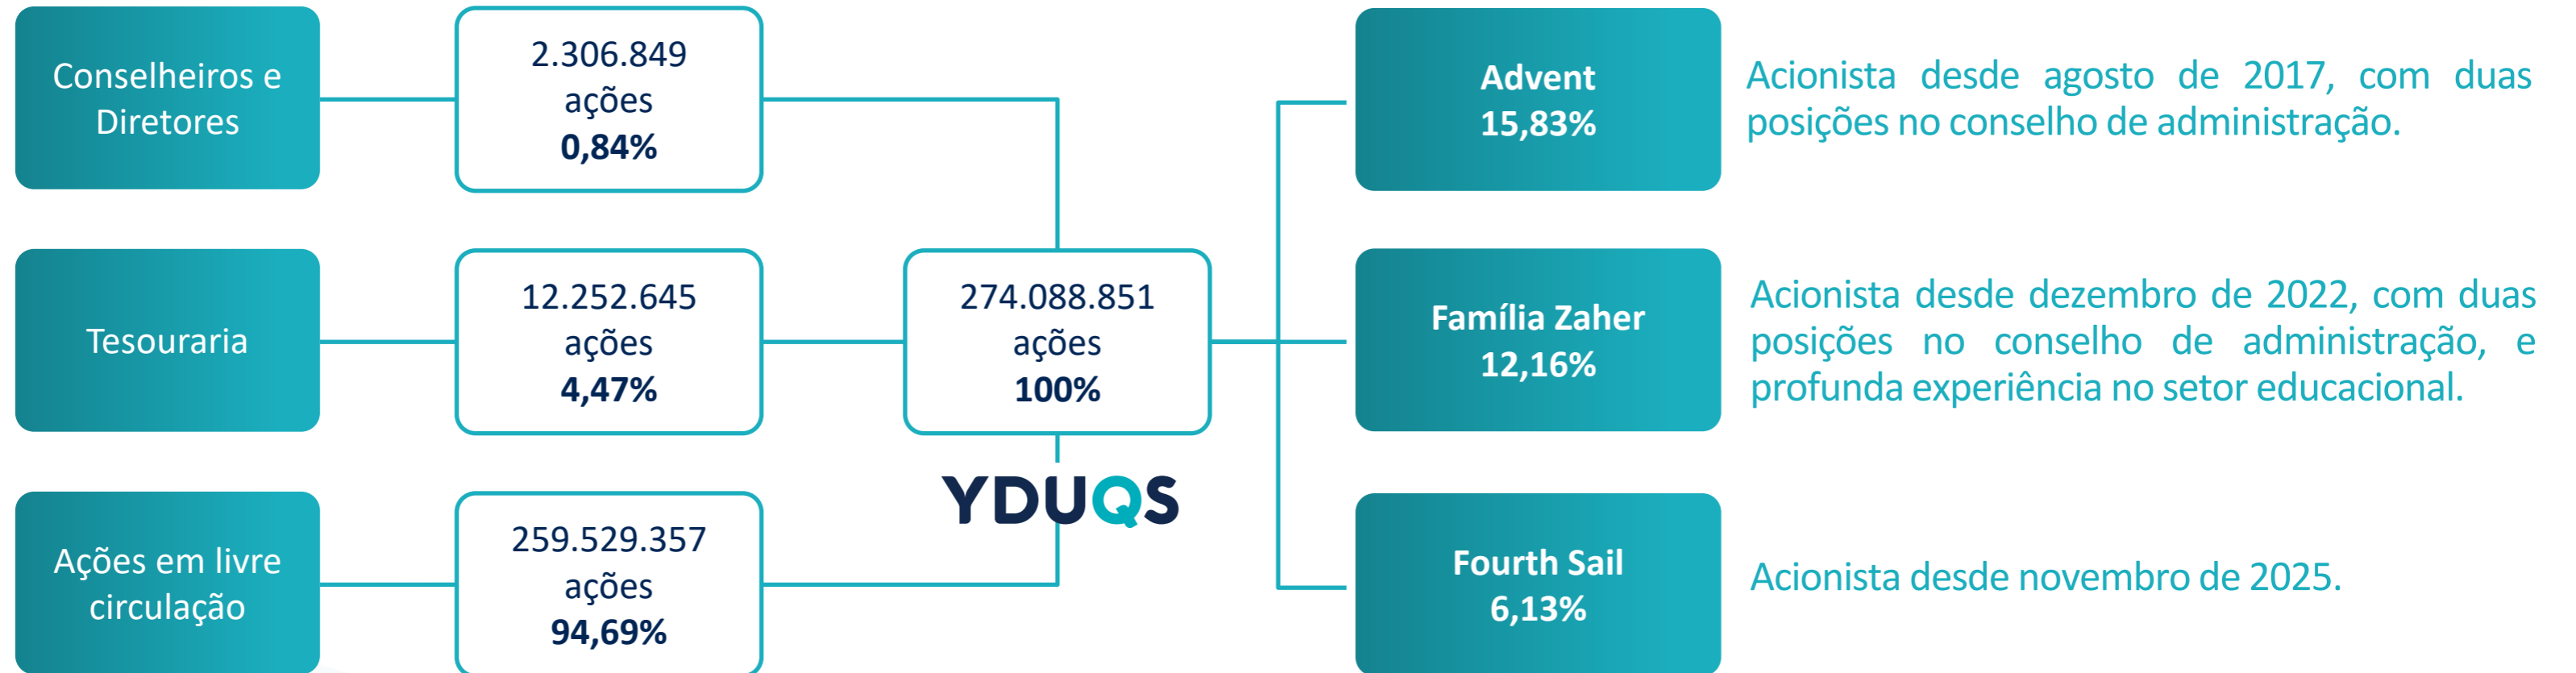 Conselheiros e
Diretores
2.306.849
ações
0,84%
Tesouraria
12.252.645
ações
4,47%
Ações em livre
circulação
259.529.357
ações
94,69%
274.088.851
ações
100%
YDUQS
Advent
15,83%
Acionista desde agosto de 2017, com duas
posições no conselho de administração.
Família Zaher
12,16%
Acionista desde dezembro de 2022, com duas
posições no conselho de administração, e
profunda experiência no setor educacional.
Fourth Sail
6,13%
Acionista desde novembro de 2025.